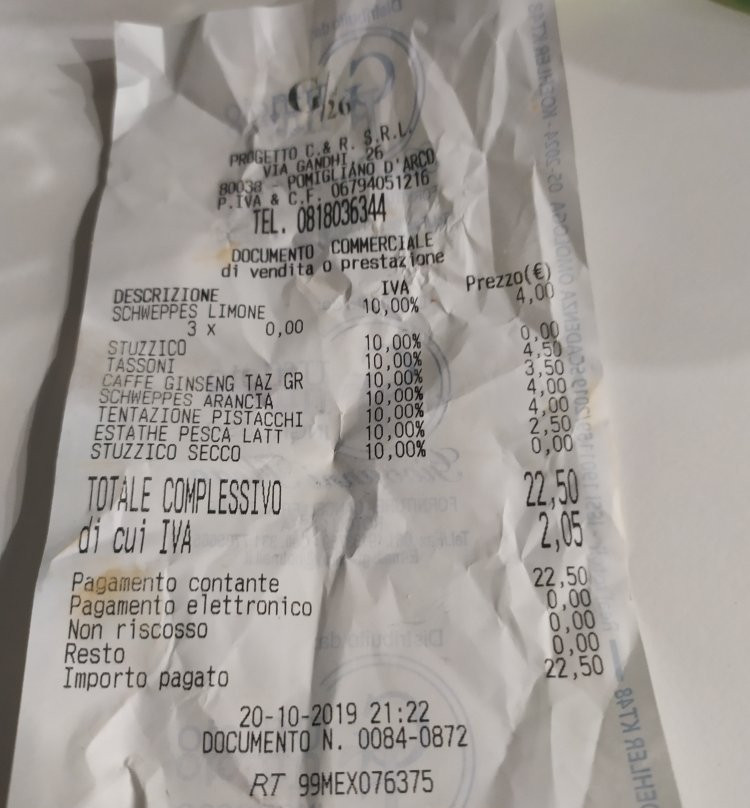 G
/26
PROGETTO C.& R. S.R.L.
VIA GANDHI, 26
80038 - POMIGLIANO D'ARCO
P.IVA & C.F. 06794051216
TEL. 0818036344
DOCUMENTO COMMERCIALE
di vendita o prestazione
DESCRIZIONE IVA Prezzo(€)
SCHWEPPES LIMONE 10,00% 4,00
3 x 0,00
STUZZICO 10,00% 0,00
TASSONI 10,00% 4,50
CAFFE GINSENG TAZ GR 10,00% 3,50
SCHWEPPES ARANCIA 10,00% 4,00
TENTAZIONE PISTACCHI 10,00% 4,00
ESTATHE PESCA LATT 10,00% 2,50
STUZZICO SECCO 10,00% 0,00
TOTALE COMPLESSIVO 22,50
di cui IVA 2,05
Pagamento contante 22,50
Pagamento elettronico 0,00
Non riscosso 0,00
Resto 0,00
Importo pagato 22,50
20-10-2019 21:22
DOCUMENTO N. 0084-0872
RT 99MEX076375